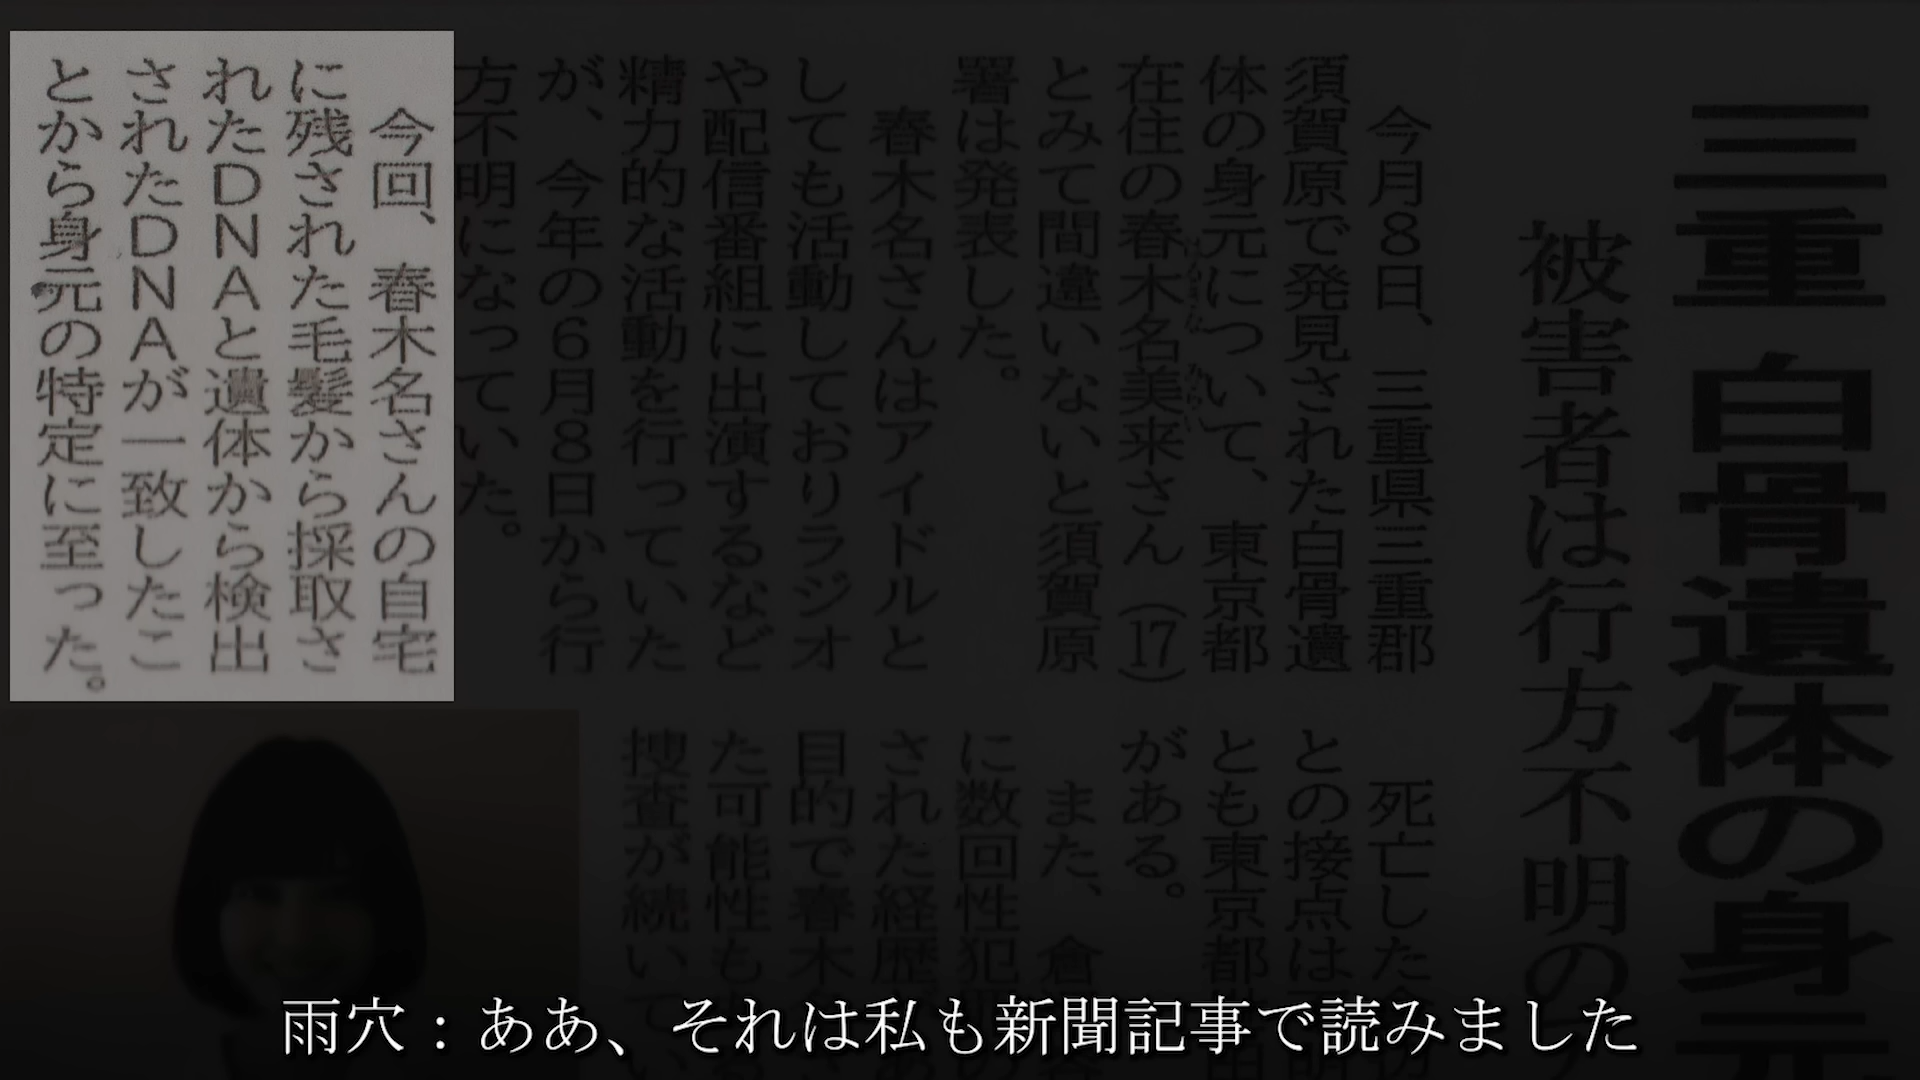 三重 白骨遺体の身元
被害者は行方不明の
今月8日、三重県三重郡
須賀原で発見された白骨遺
体の身元について、東京都
在住の春木名美来さん(17)
とみて間違いないと須賀原
署は発表した。
春木名さんはアイドルと
しても活動しておりラジオ
や配信番組に出演するなど
精力的な活動を行っていた
が、今年の6月8日から行
方不明になっていた。
今回、春木名さんの自宅
に残された毛髪から採取さ
れたDNAと遺体から検出
されたDNAが一致したこ
とから身元の特定に至った。
死亡した
との接点は
とも東京都
がある。
また、倉
に数回性犯
された経歴
目的で春木
た可能性も
捜査が続いて
雨穴：ああ、それは私も新聞記事で読みました